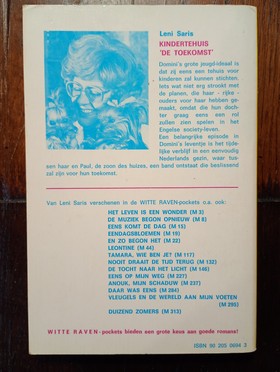 Leni Saris
KINDERTEHUIS
'DE TOEKOMST'
Domini's grote jeugd-ideaal is
dat zij eens een tehuis voor
kinderen zal kunnen stichten.
Iets wat niet erg strookt met
de planen, die haar - rijke -
ouders voor haar hebben ge-
maakt, omdat die hun doch-
ter graag eens een rol
zullen zien spelen in het
Engelse society-leven.
Een belangrijke episode in
Domini's leventje is het tijde-
lijke verblijf in een eenvoudig
Nederlands gezin, waar tus-
sen haar en Paul, de zoon des huizes, een band ontstaat die beslissend
zal zijn voor hun toekomst.
Van Leni Saris verschenen in de WITTE RAVEN-pockets o.a. ook:
HET LEVEN IS EEN WONDER (M 3)
DE MUZIEK BEGON OPNIEUW (M 8)
EENS KOMT DE DAG (M 15)
EENDAGSBLOEMEN (M 19)
EN ZO BEGON HET (M 22)
LEONTINE (M 44)
TAMARA, WIE BEN JE? (M 117)
NOOIT DRAAIT DE TIJD TERUG (M 132)
DE TOCHT NAAR HET LICHT (M 146)
EENS OP MIJN WEG (M 237)
ANOUK, MIJN SCHADUW (M 237)
DAAR WAS EENS (M 284)
VLEUGELS EN DE WERELD AAN MIJN VOETEN
(M 295)
DUIZEND ZOMERS (M 313)
WITTE RAVEN-pockets bieden een grote keus aan goede romans!
ISBN 90 205 0694 3